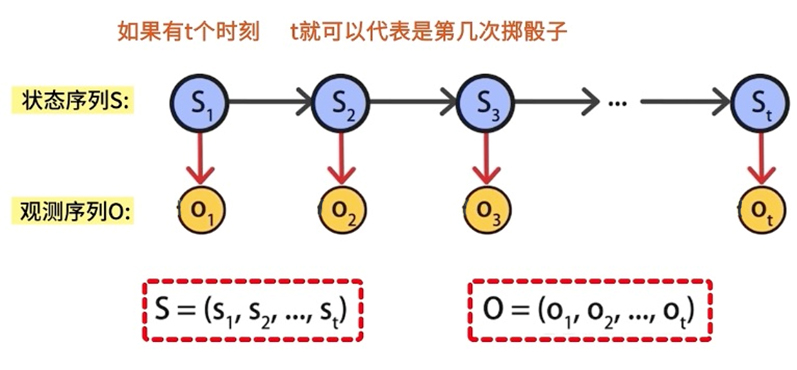 如果有t个时刻 t就可以代表是第几次掷骰子
状态序列S: S₁ S₂ S₃ ... Sₜ
观测序列O: o₁ o₂ o₃ oₜ
S = (s₁, s₂, ..., sₜ) O = (o₁, o₂, ..., oₜ)